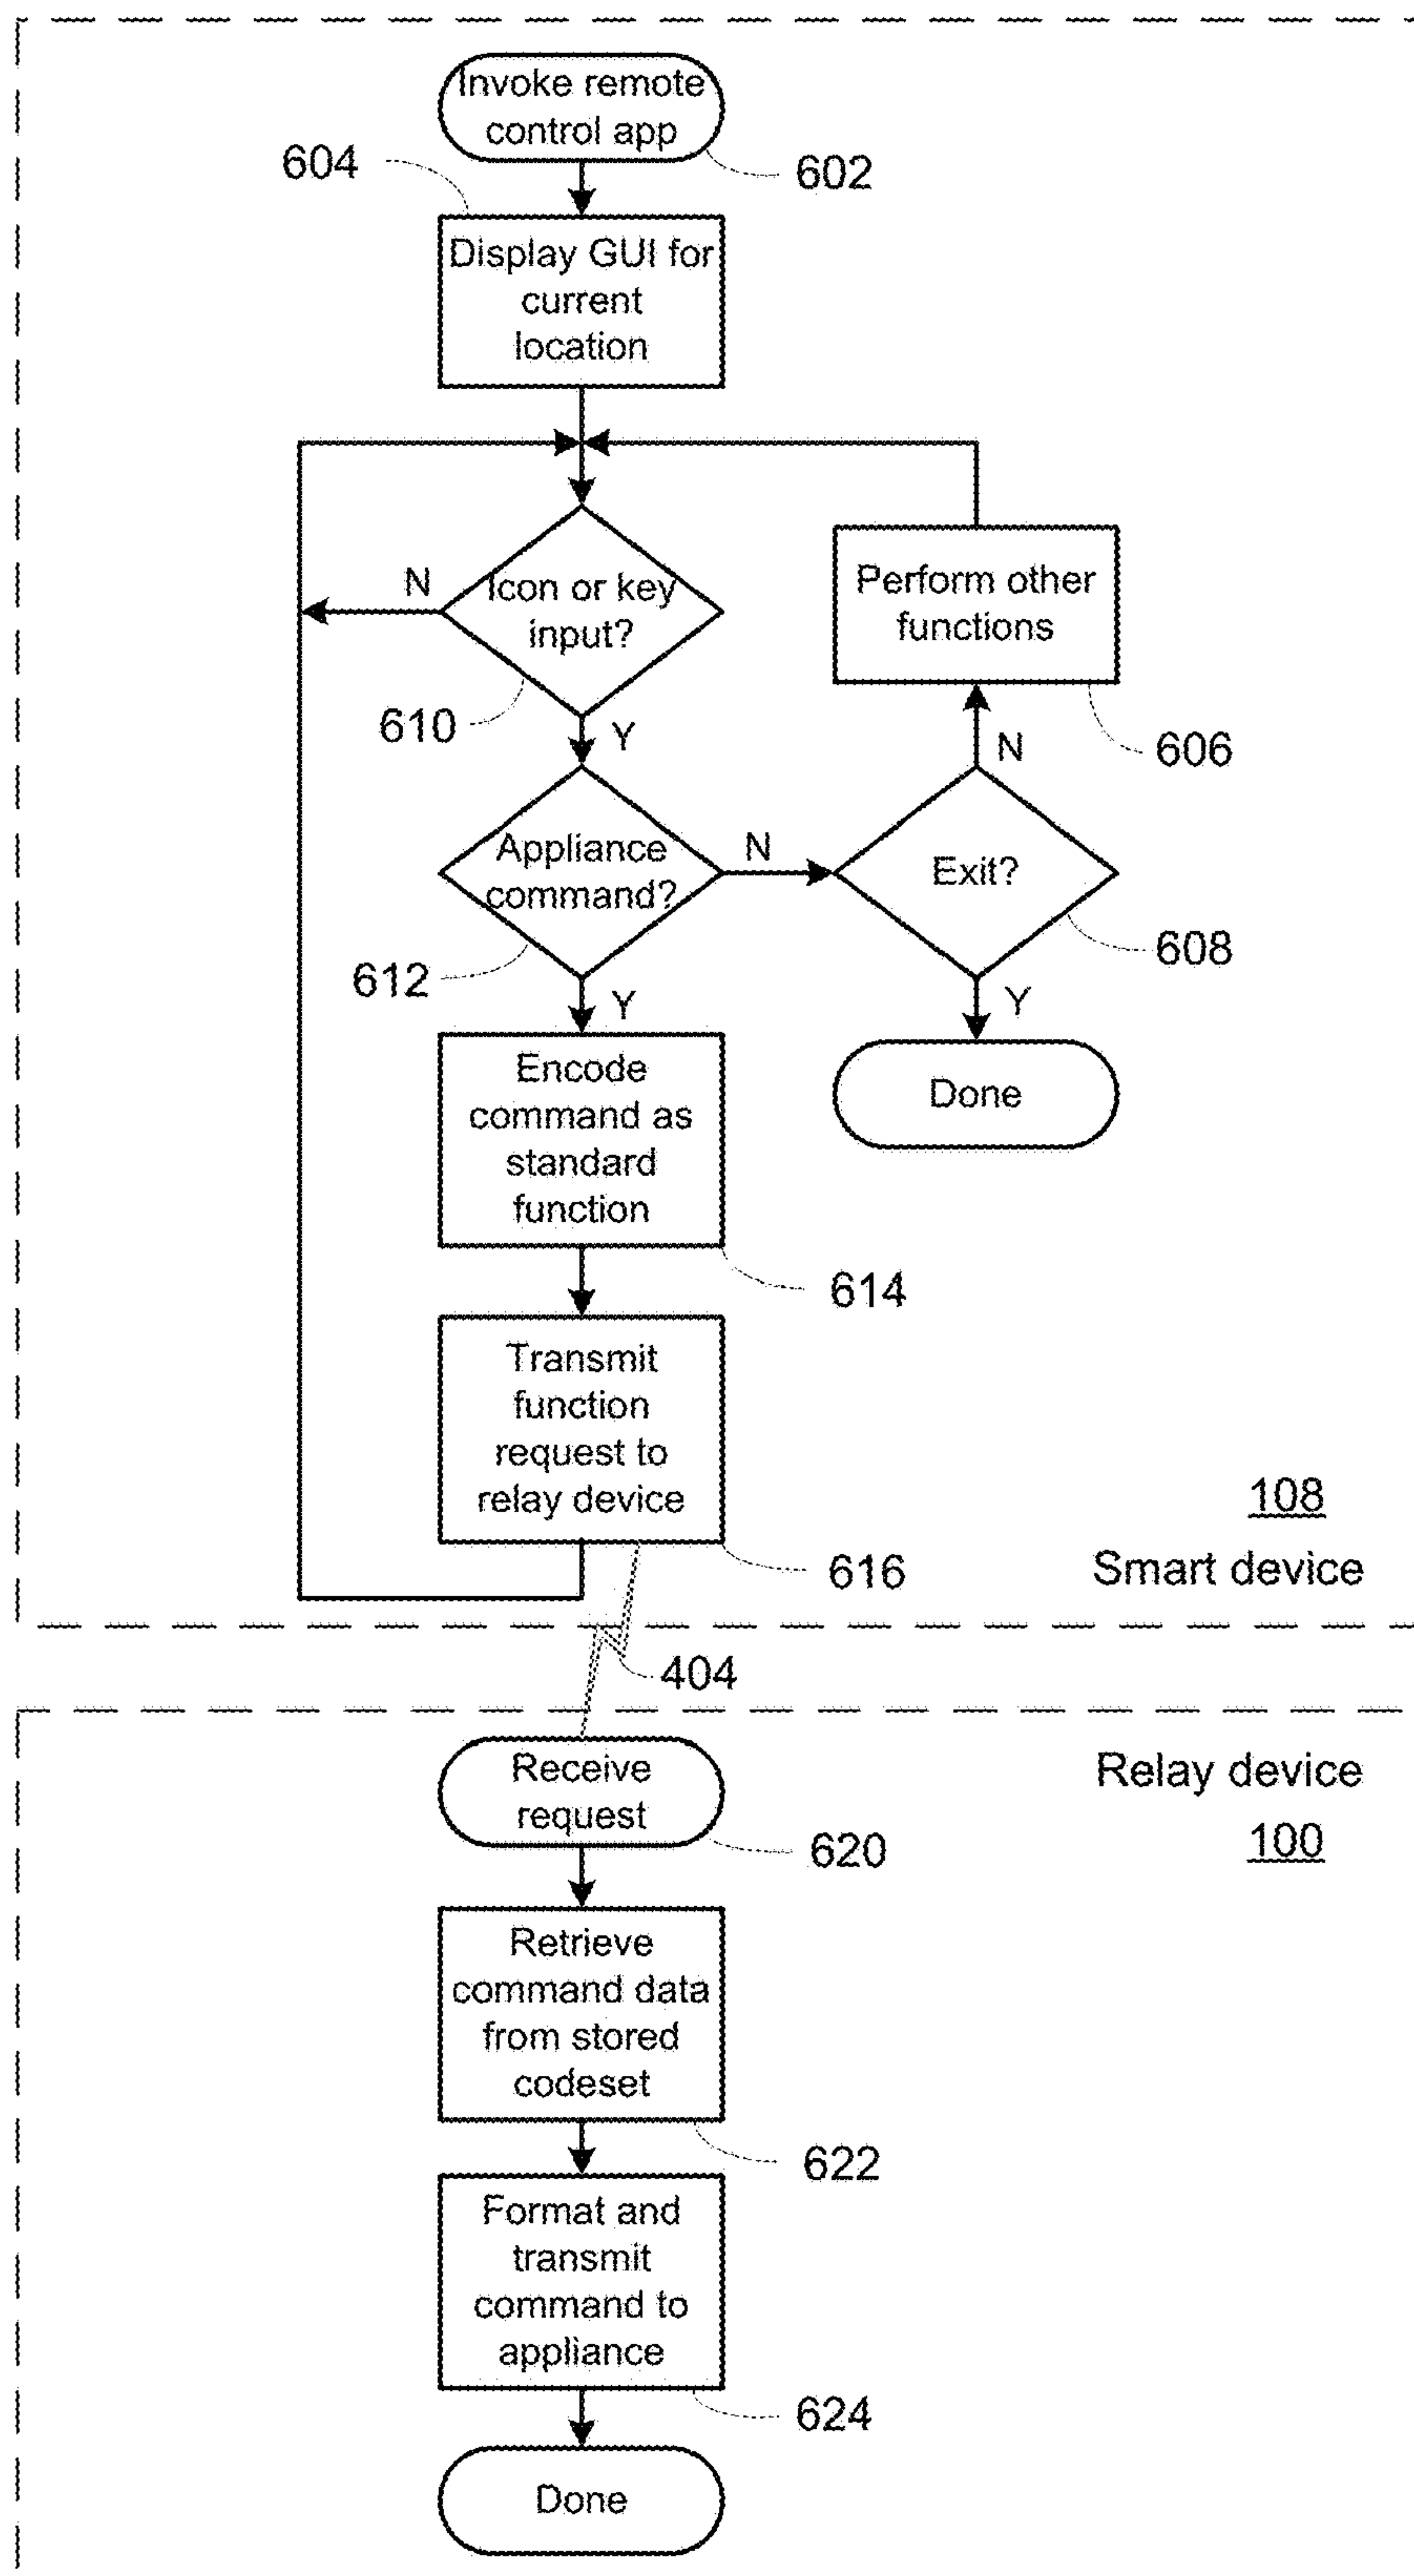 Invoke remote
control app
602
604
Display GUI for
current
location
N
Icon or key
input?
610
Y
Perform other
functions
606
N
Appliance
command?
612
N
Exit?
608
Y
Y
Done
Encode
command as
standard
function
614
Transmit
function
request to
relay device
616
108
Smart device
404
Relay device
100
Receive
request
620
Retrieve
command data
from stored
codeset
622
Format and
transmit
command to
appliance
624
Done